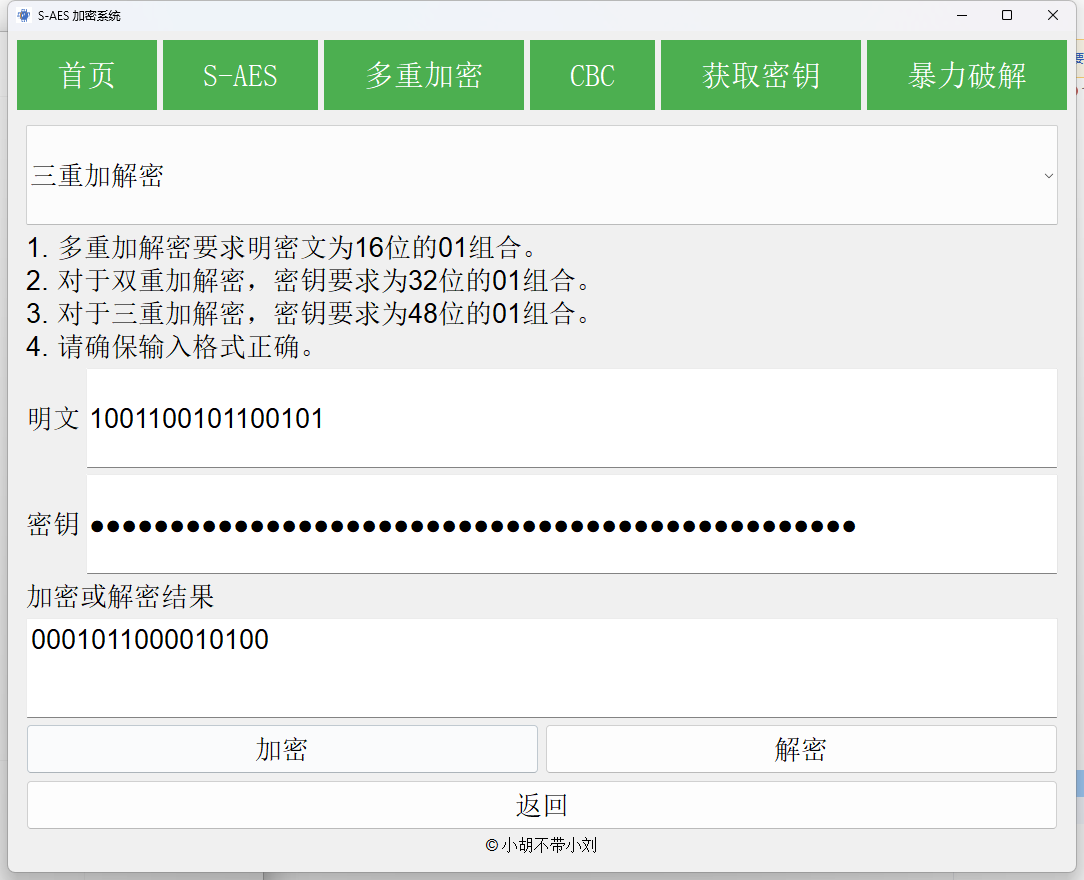 S-AES 加密系统
首页 S-AES 多重加密 CBC 获取密钥 暴力破解
三重加解密
1. 多重加解密要求明密文为16位的01组合。
2. 对于双重加解密，密钥要求为32位的01组合。
3. 对于三重加解密，密钥要求为48位的01组合。
4. 请确保输入格式正确。
明文 1001100101100101
密钥 ●●●●●●●●●●●●●●●●●●●●●●●●●●●●●●●●●●●●●●●●●●●●●●●●
加密或解密结果
0001011000010100
加密 解密
返回
© 小胡不带小刘